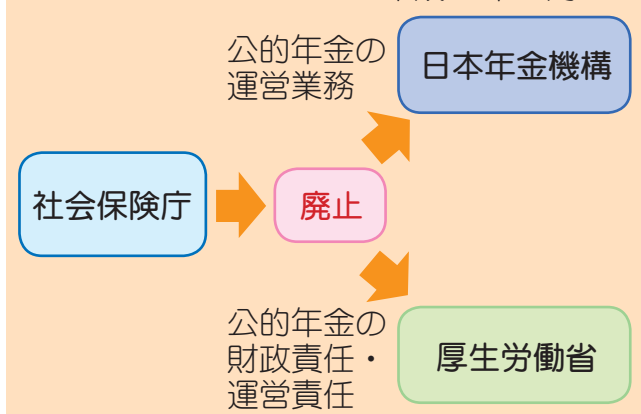 公的年金の
運営業務
日本年金機構
社会保険庁
廃止
公的年金の
財政責任・
運営責任
厚生労働省